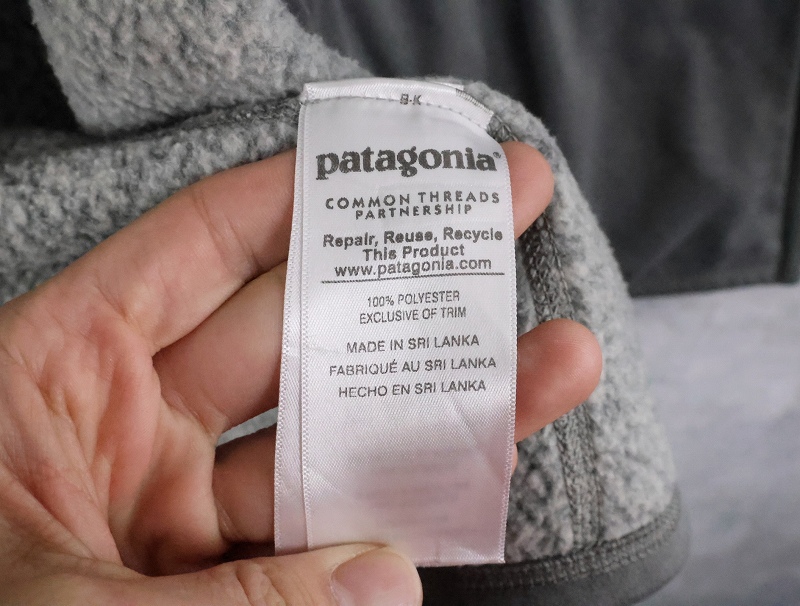 B-K
patagonia®
COMMON THREADS
PARTNERSHIP
Repair, Reuse, Recycle
This Product
www.patagonia.com
100% POLYESTER
EXCLUSIVE OF TRIM
MADE IN SRI LANKA
FABRIQUÉ AU SRI LANKA
HECHO EN SRI LANKA